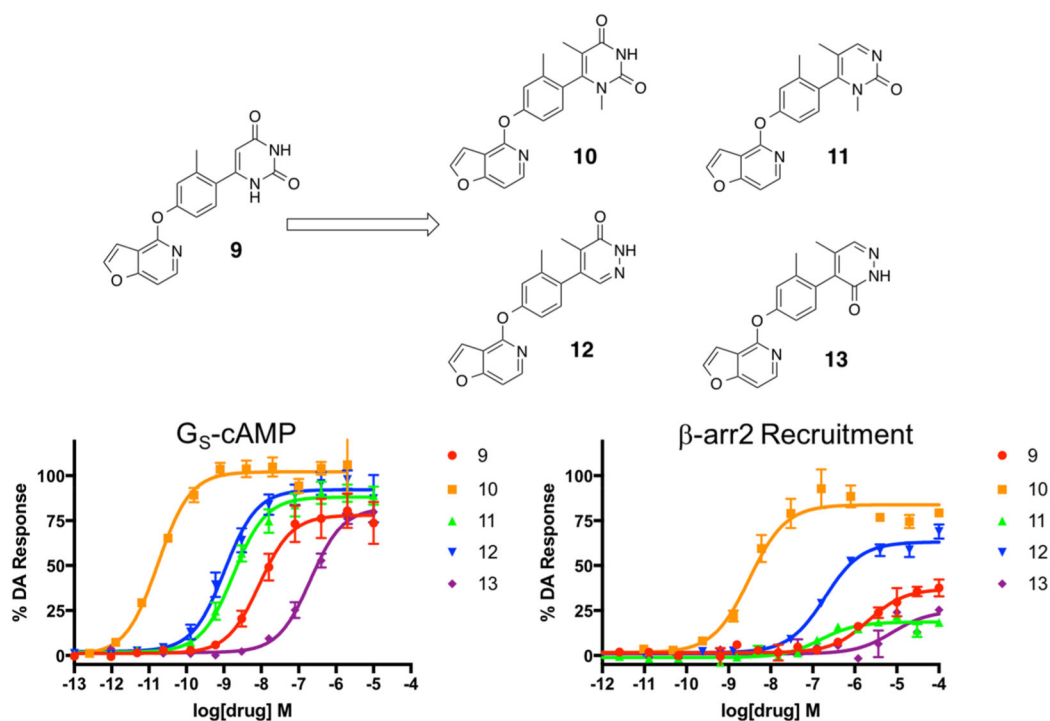 O
NH
O
N
H
O
N
O
9
O
NH
N
O
O
N
O
10
N
N
O
O
N
O
11
O
NH
N
O
N
O
12
N
NH
O
O
N
O
13
G_S-cAMP
% DA Response
100
75
50
25
0
-13 -12 -11 -10 -9 -8 -7 -6 -5 -4
log[drug] M
9
10
11
12
13
β-arr2 Recruitment
% DA Response
100
75
50
25
0
-12 -11 -10 -9 -8 -7 -6 -5 -4
log[drug] M
9
10
11
12
13